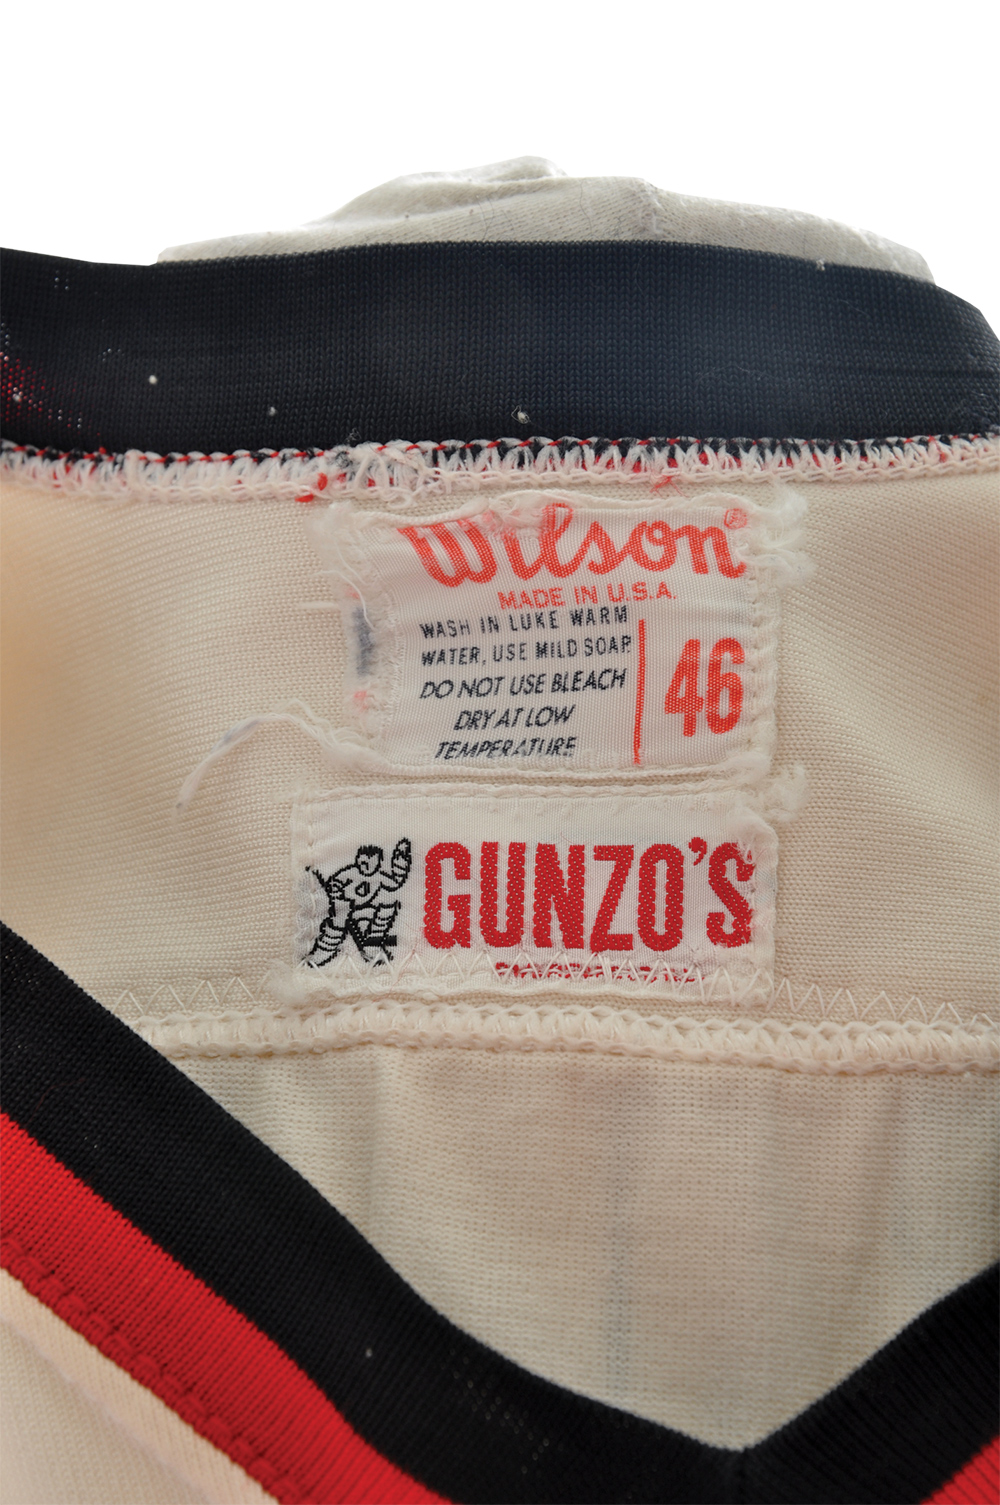 Wilson®
MADE IN U.S.A.
WASH IN LUKE WARM
WATER, USE MILD SOAP
DO NOT USE BLEACH
DRY AT LOW
TEMPERATURE
46
GUNZO'S